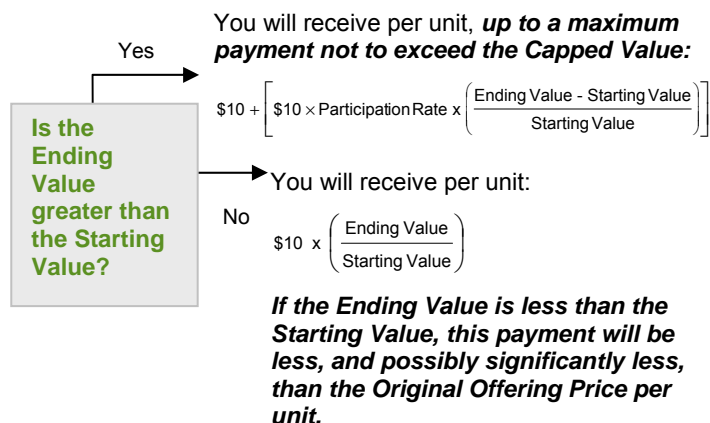 You will receive per unit, up to a maximum
payment not to exceed the Capped Value:
Yes
$10 + [ $10 × Participation Rate x ( Ending Value - Starting Value / Starting Value ) ]
Is the
Ending
Value
greater than
the Starting
Value?
You will receive per unit:
No
$10 x ( Ending Value / Starting Value )
If the Ending Value is less than the
Starting Value, this payment will be
less, and possibly significantly less,
than the Original Offering Price per
unit.